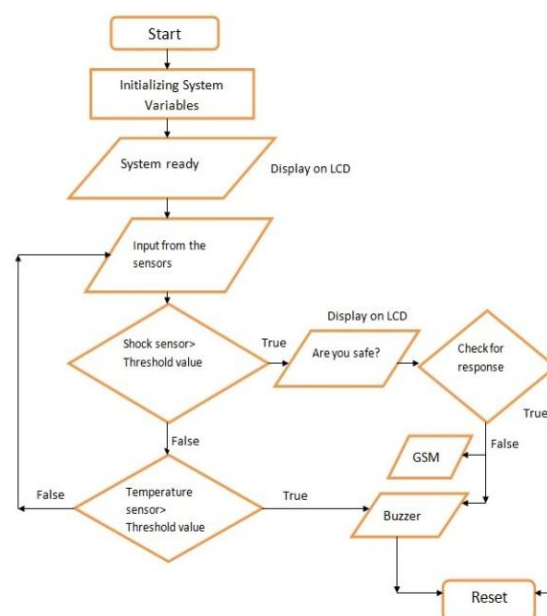 Start
Initializing System
Variables
System ready
Display on LCD
Input from the
sensors
Display on LCD
Shock sensor>
Threshold value
True
Are you safe?
Check for
response
True
False
False
GSM
False
Temperature
sensor>
Threshold value
True
Buzzer
Reset